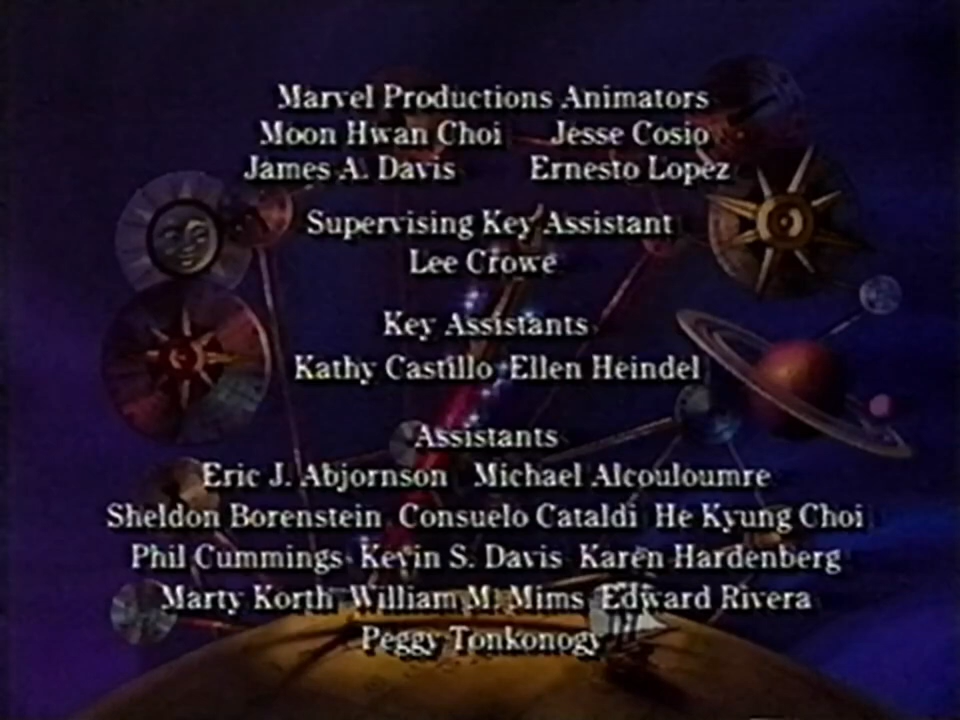 Marvel Productions Animators
Moon Hwan Choi Jesse Cosio
James A. Davis Ernesto Lopez
Supervising Key Assistant
Lee Crowe
Key Assistants
Kathy Castillo Ellen Heindel
Assistants
Eric J. Abjornson Michael Alcouloumre
Sheldon Borenstein Consuelo Cataldi He Kyung Choi
Phil Cummings Kevin S. Davis Karen Hardenberg
Marty Korth William M. Mims Edward Rivera
Peggy Tonkonogy